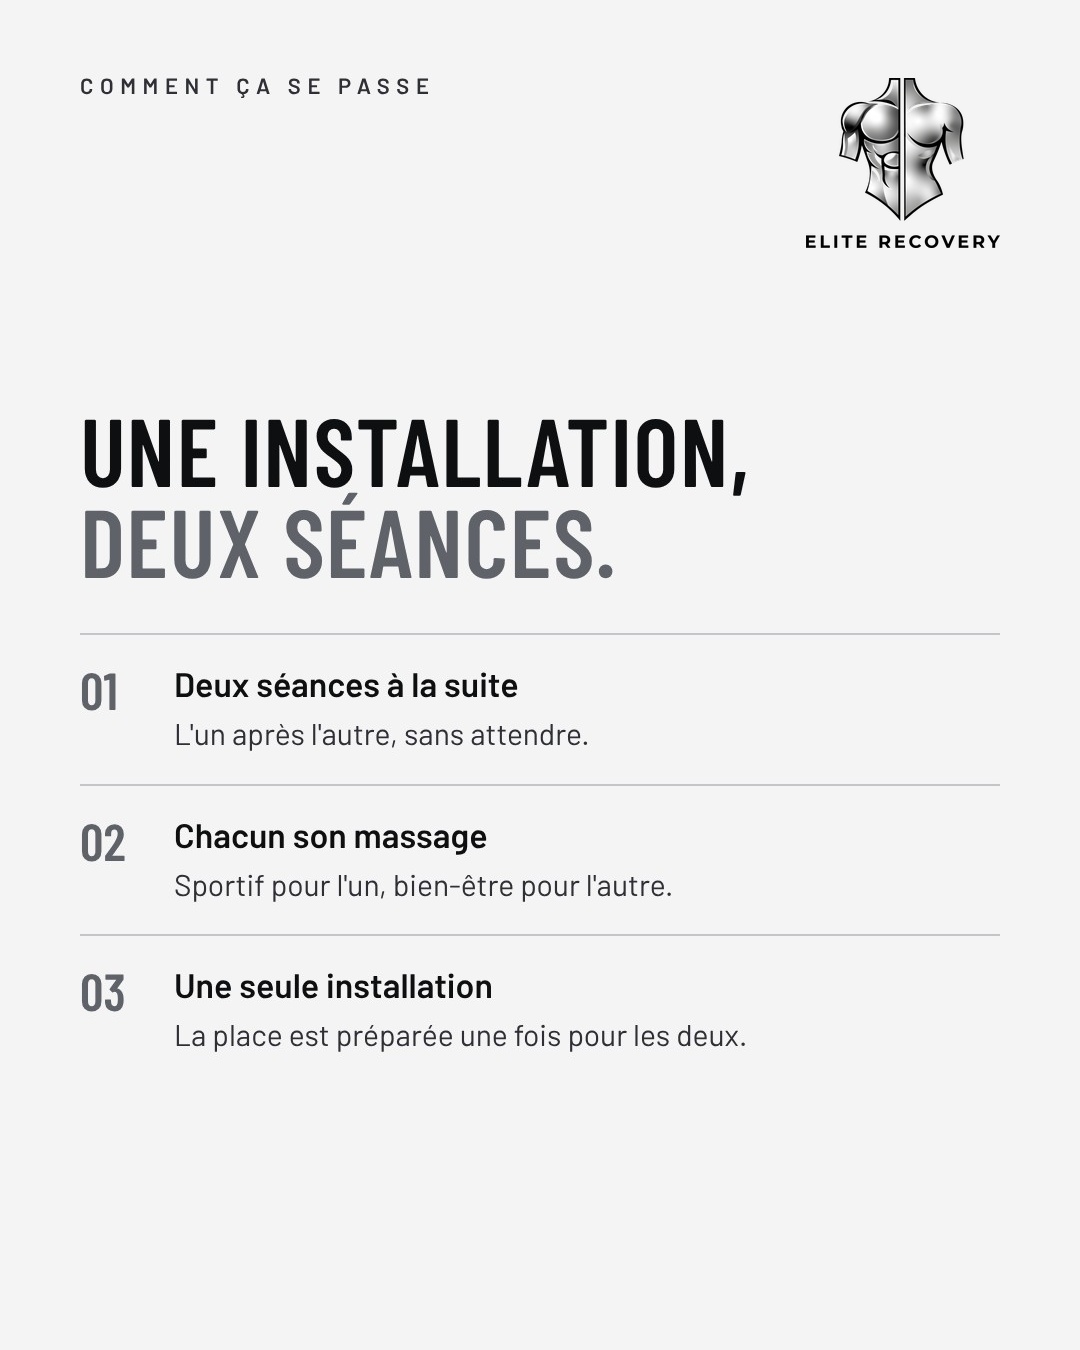 COMMENT ÇA SE PASSE
ELITE RECOVERY
UNE INSTALLATION,
DEUX SÉANCES.
01
Deux séances à la suite
L'un après l'autre, sans attendre.
02
Chacun son massage
Sportif pour l'un, bien-être pour l'autre.
03
Une seule installation
La place est préparée une fois pour les deux.